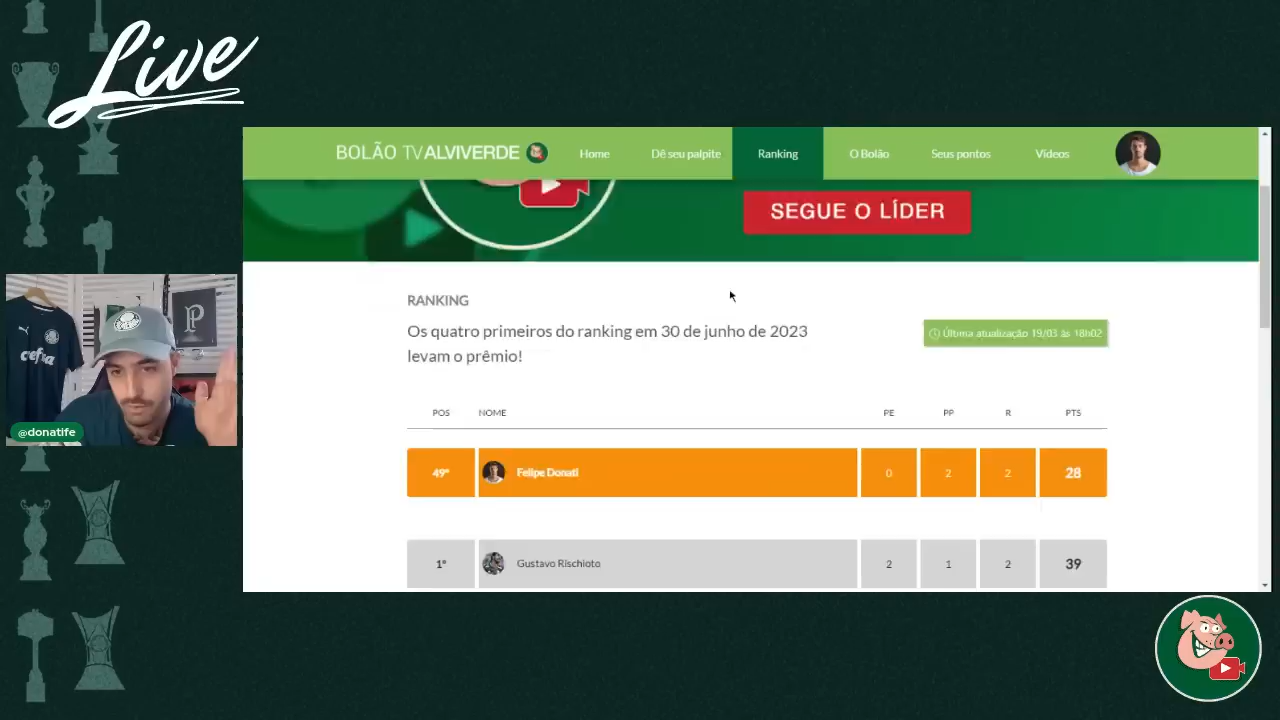 Live
BOLÃO TV ALVIVERDE
Home
Dê seu palpite
Ranking
O Bolão
Seus pontos
Vídeos
SEGUE O LÍDER
RANKING
Os quatro primeiros do ranking em 30 de junho de 2023
levam o prêmio!
Última atualização 19/03 às 18h02
POS NOME PE PP R PTS
49º Felipe Donati 0 2 2 28
1º Gustavo Rischioto 2 1 2 39
crefisa
P
@donatife